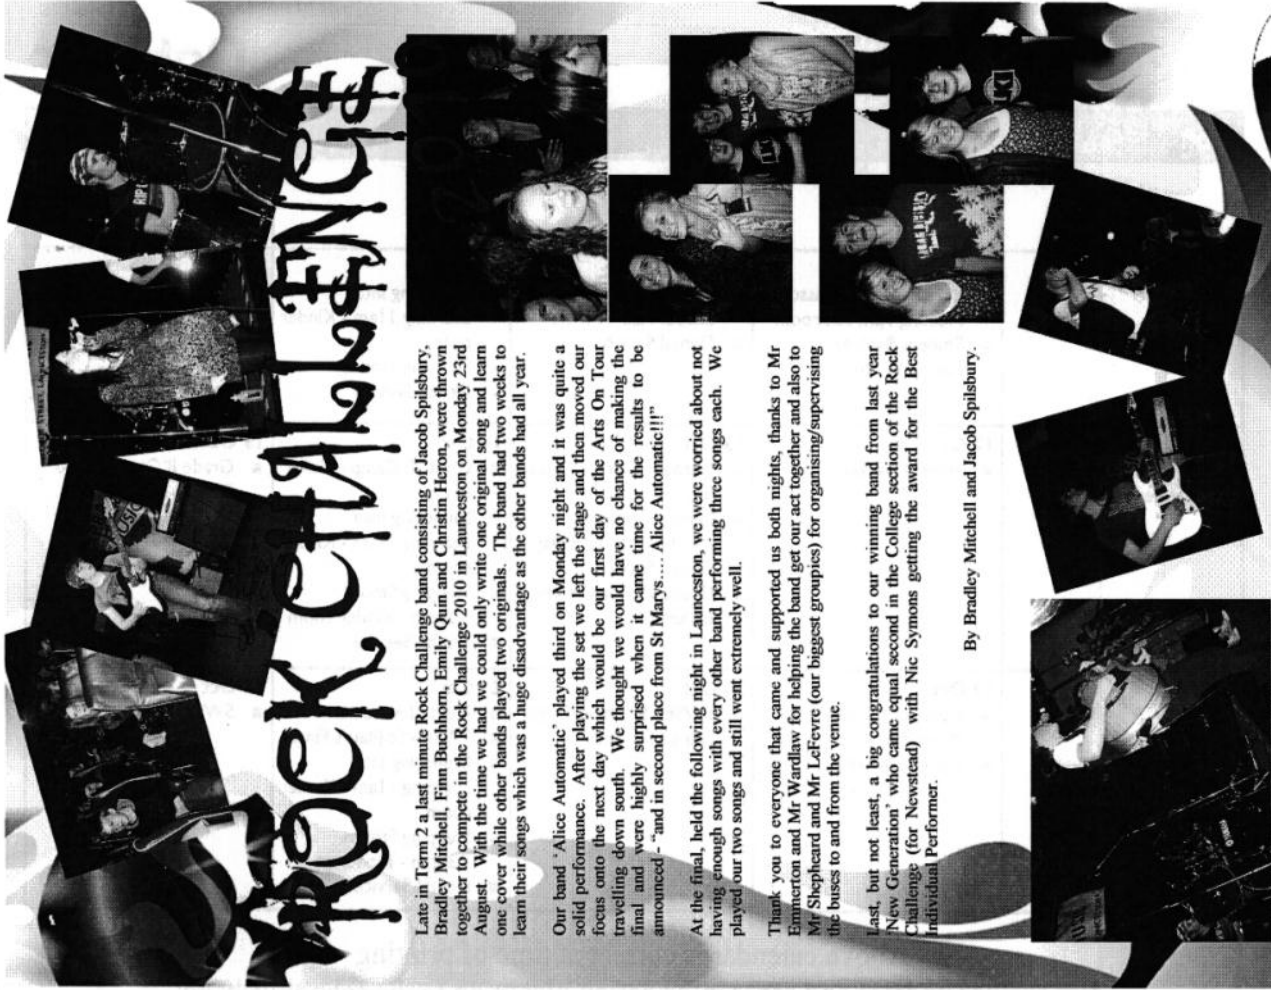 ROCK CHALLENGE
2010
Late in Term 2 a last minute Rock Challenge band consisting of Jacob Spilsbury,
Bradley Mitchell, Finn Buchhorn, Emily Quin and Christin Heron, were thrown
together to compete in the Rock Challenge 2010 in Launceston on Monday 23rd
August. With the time we had we could only write one original song and learn
one cover while other bands played two originals. The band had two weeks to
learn their songs which was a huge disadvantage as the other bands had all year.
Our band ‘Alice Automatic’ played third on Monday night and it was quite a
solid performance. After playing the set we left the stage and then moved our
focus onto the next day which would be our first day of the Arts On Tour
travelling down south. We thought we would have no chance of making the
final and were highly surprised when it came time for the results to be
announced - “and in second place from St Marys.... Alice Automatic!!!”
At the final, held the following night in Launceston, we were worried about not
having enough songs with every other band performing three songs each. We
played our two songs and still went extremely well.
Thank you to everyone that came and supported us both nights, thanks to Mr
Emmerton and Mr Wardlaw for helping the band get our act together and also to
Mr Shepheard and Mr LeFevre (our biggest groupies) for organising/supervising
the buses to and from the venue.
Last, but not least, a big congratulations to our winning band from last year
‘New Generation’ who came equal second in the College section of the Rock
Challenge (for Newstead) with Nic Symons getting the award for the Best
Individual Performer.
By Bradley Mitchell and Jacob Spilsbury.